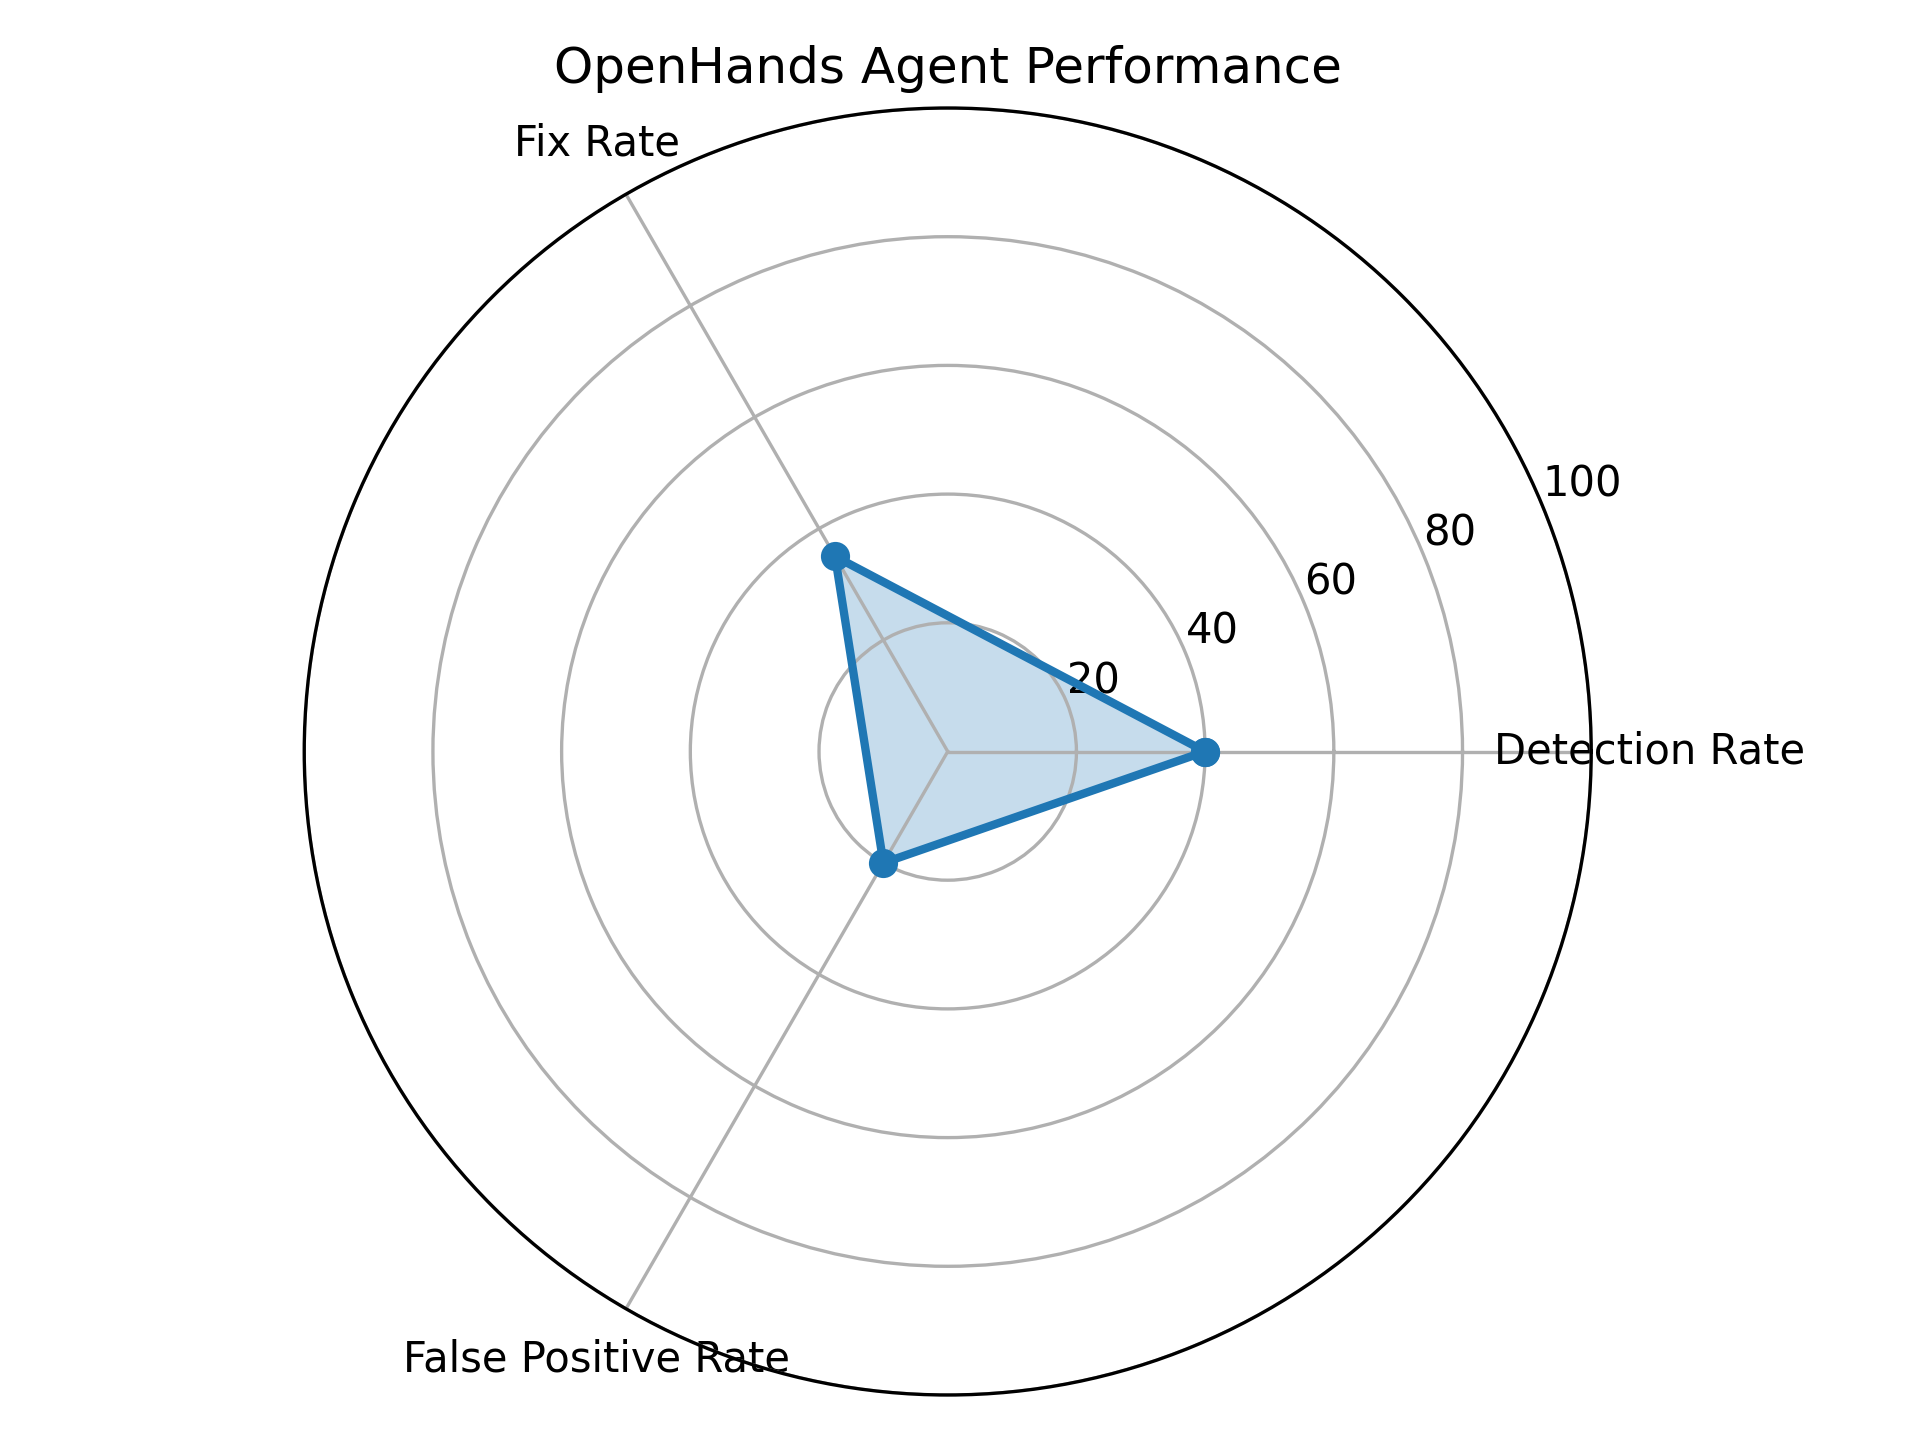 OpenHands Agent Performance
Fix Rate
100
80
60
40
20
Detection Rate
False Positive Rate